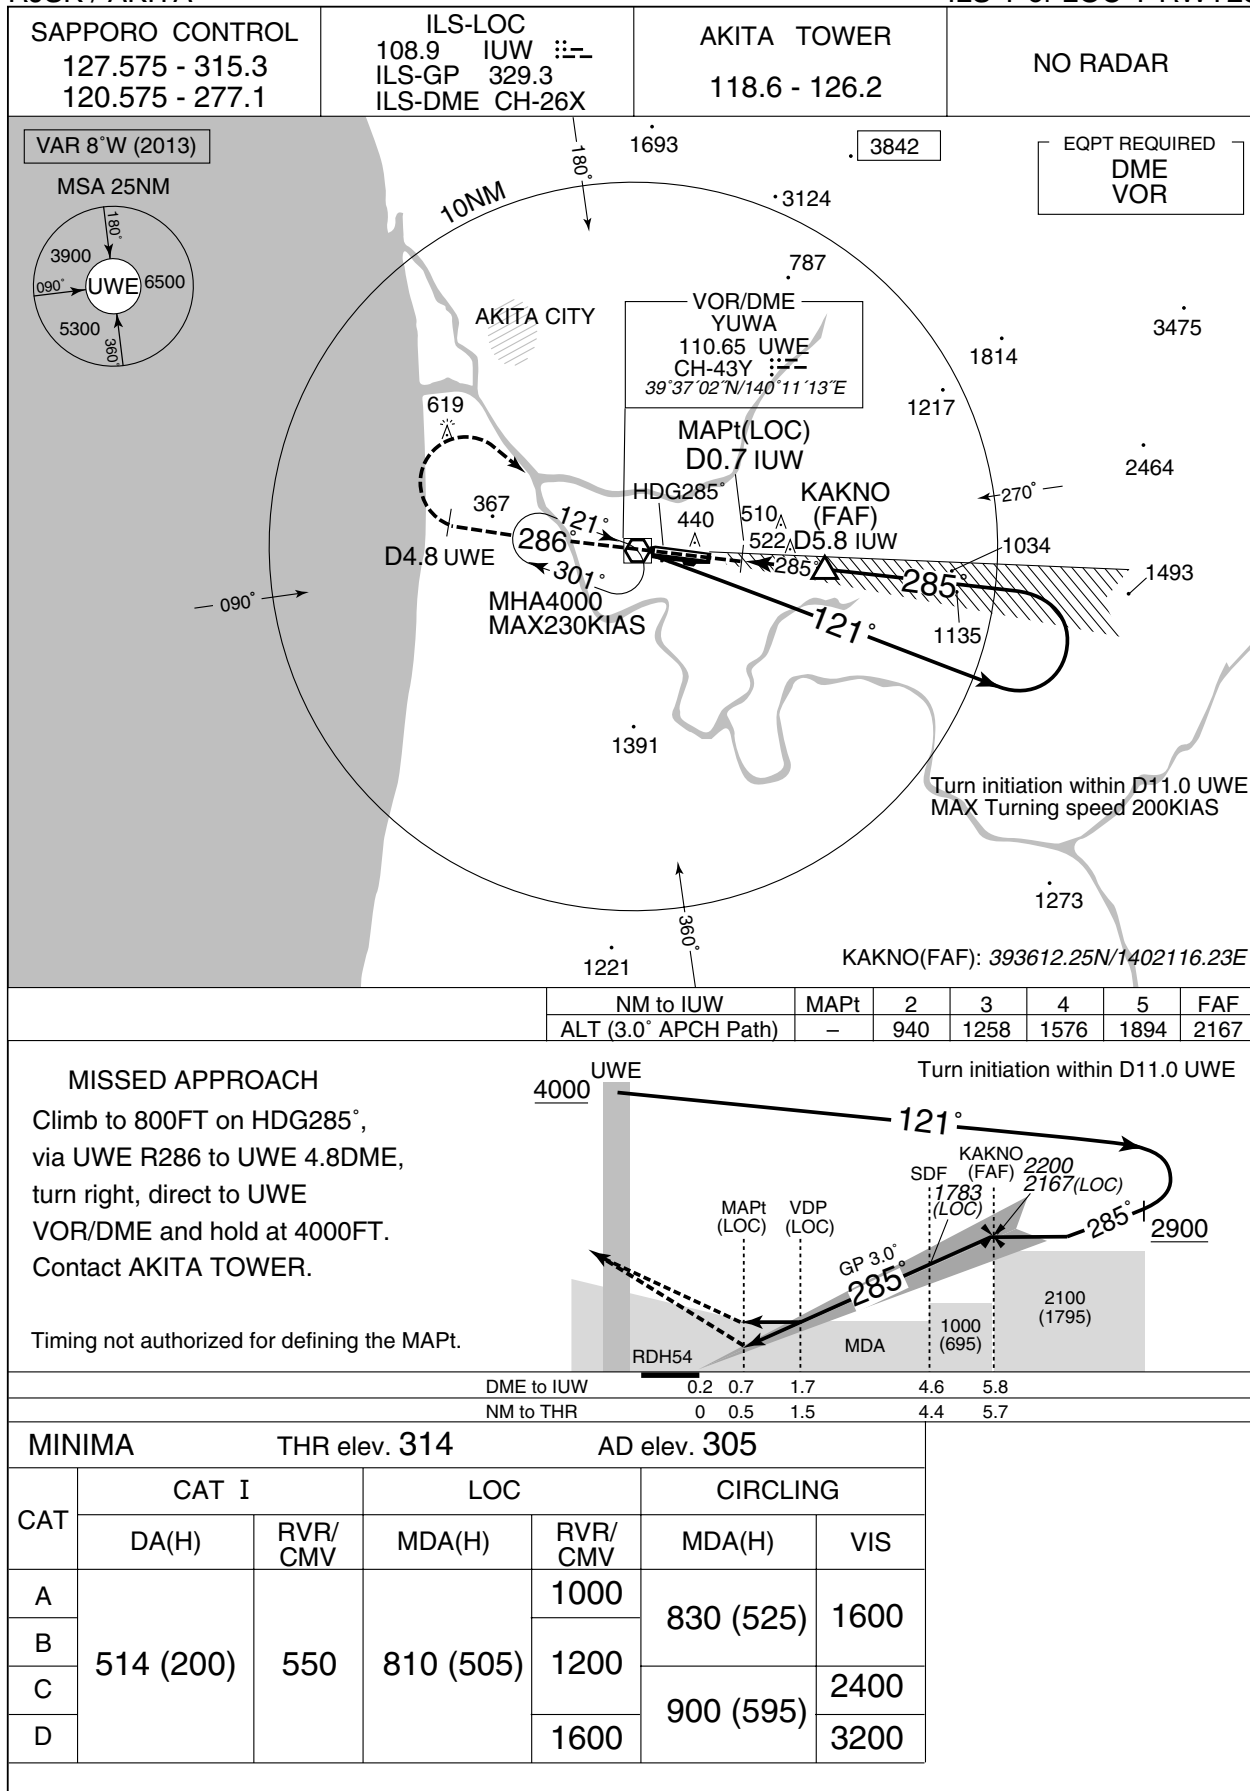 SAPPORO CONTROL
127.575 - 315.3
120.575 - 277.1
ILS-LOC
108.9 IUW
ILS-GP 329.3
ILS-DME CH-26X
AKITA TOWER
118.6 - 126.2
NO RADAR
VAR 8°W (2013)
MSA 25NM
180°
3900
090°
UWE
6500
5300
360°
10NM
180°
1693
3842
EQPT REQUIRED
DME
VOR
3124
787
AKITA CITY
VOR/DME
YUWA
110.65 UWE
CH-43Y
39°37´02˝N/140°11´13˝E
3475
1814
1217
619
MAPt(LOC)
D0.7 IUW
2464
HDG285°
KAKNO
(FAF)
D5.8 IUW
270°
367
121°
440
510
522
286°
D4.8 UWE
301°
285°
285°
1034
1493
090°
MHA4000
MAX230KIAS
121°
1135
1391
Turn initiation within D11.0 UWE
MAX Turning speed 200KIAS
1273
360°
1221
KAKNO(FAF): 393612.25N/1402116.23E
NM to IUW MAPt 2 3 4 5 FAF
ALT (3.0° APCH Path) – 940 1258 1576 1894 2167
MISSED APPROACH
Climb to 800FT on HDG285°,
via UWE R286 to UWE 4.8DME,
turn right, direct to UWE
VOR/DME and hold at 4000FT.
Contact AKITA TOWER.
Timing not authorized for defining the MAPt.
UWE
4000
Turn initiation within D11.0 UWE
121°
KAKNO
(FAF)
2200
2167(LOC)
SDF
1783
(LOC)
MAPt
(LOC)
VDP
(LOC)
285°
2900
GP 3.0°
285°
2100
(1795)
1000
(695)
MDA
RDH54
DME to IUW 0.2 0.7 1.7 4.6 5.8
NM to THR 0 0.5 1.5 4.4 5.7
MINIMA THR elev. 314 AD elev. 305
CAT
CAT I LOC CIRCLING
DA(H) RVR/CMV MDA(H) RVR/CMV MDA(H) VIS
A
B
C
D
514 (200)
550
810 (505)
1000
1200
1600
830 (525)
900 (595)
1600
2400
3200